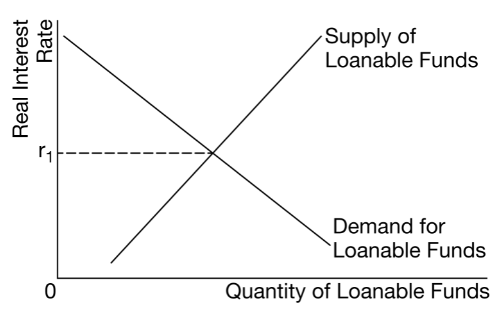 Real Interest
Rate
Supply of
Loanable Funds
r1
Demand for
Loanable Funds
0
Quantity of Loanable Funds